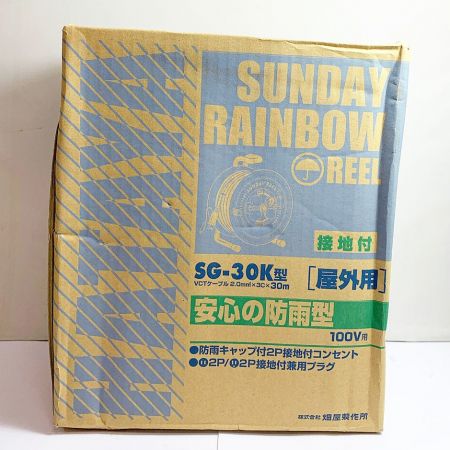 SUNDAY
RAINBOW
REEL
接地付
SG-30K型
[屋外用]
VCTケーブル 2.0mm²×3C×30m
安心の防雨型
100V用
●防雨キャップ付2P接地付コンセント
2P/ 2P接地付兼用プラグ
株式会社 畑屋製作所
HATAYA